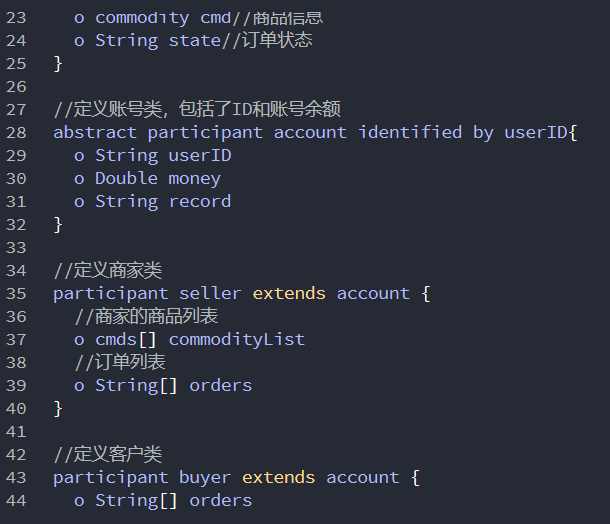 23 o commodity cmd//商品信息
24 o String state//订单状态
25 }
26
27 //定义账号类，包括了ID和账号余额
28 abstract participant account identified by userID{
29 o String userID
30 o Double money
31 o String record
32 }
33
34 //定义商家类
35 participant seller extends account {
36 //商家的商品列表
37 o cmds[] commodityList
38 //订单列表
39 o String[] orders
40 }
41
42 //定义客户类
43 participant buyer extends account {
44 o String[] orders